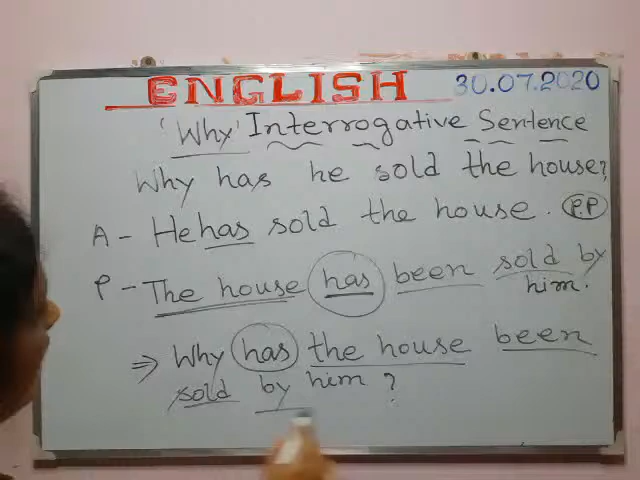 ENGLISH 30.07.2020
'Why' Interrogative Sentence
Why has he sold the house?
A - He has sold the house. P.P
P - The house has been sold by
him.
⇒ Why has the house been
sold by him ?